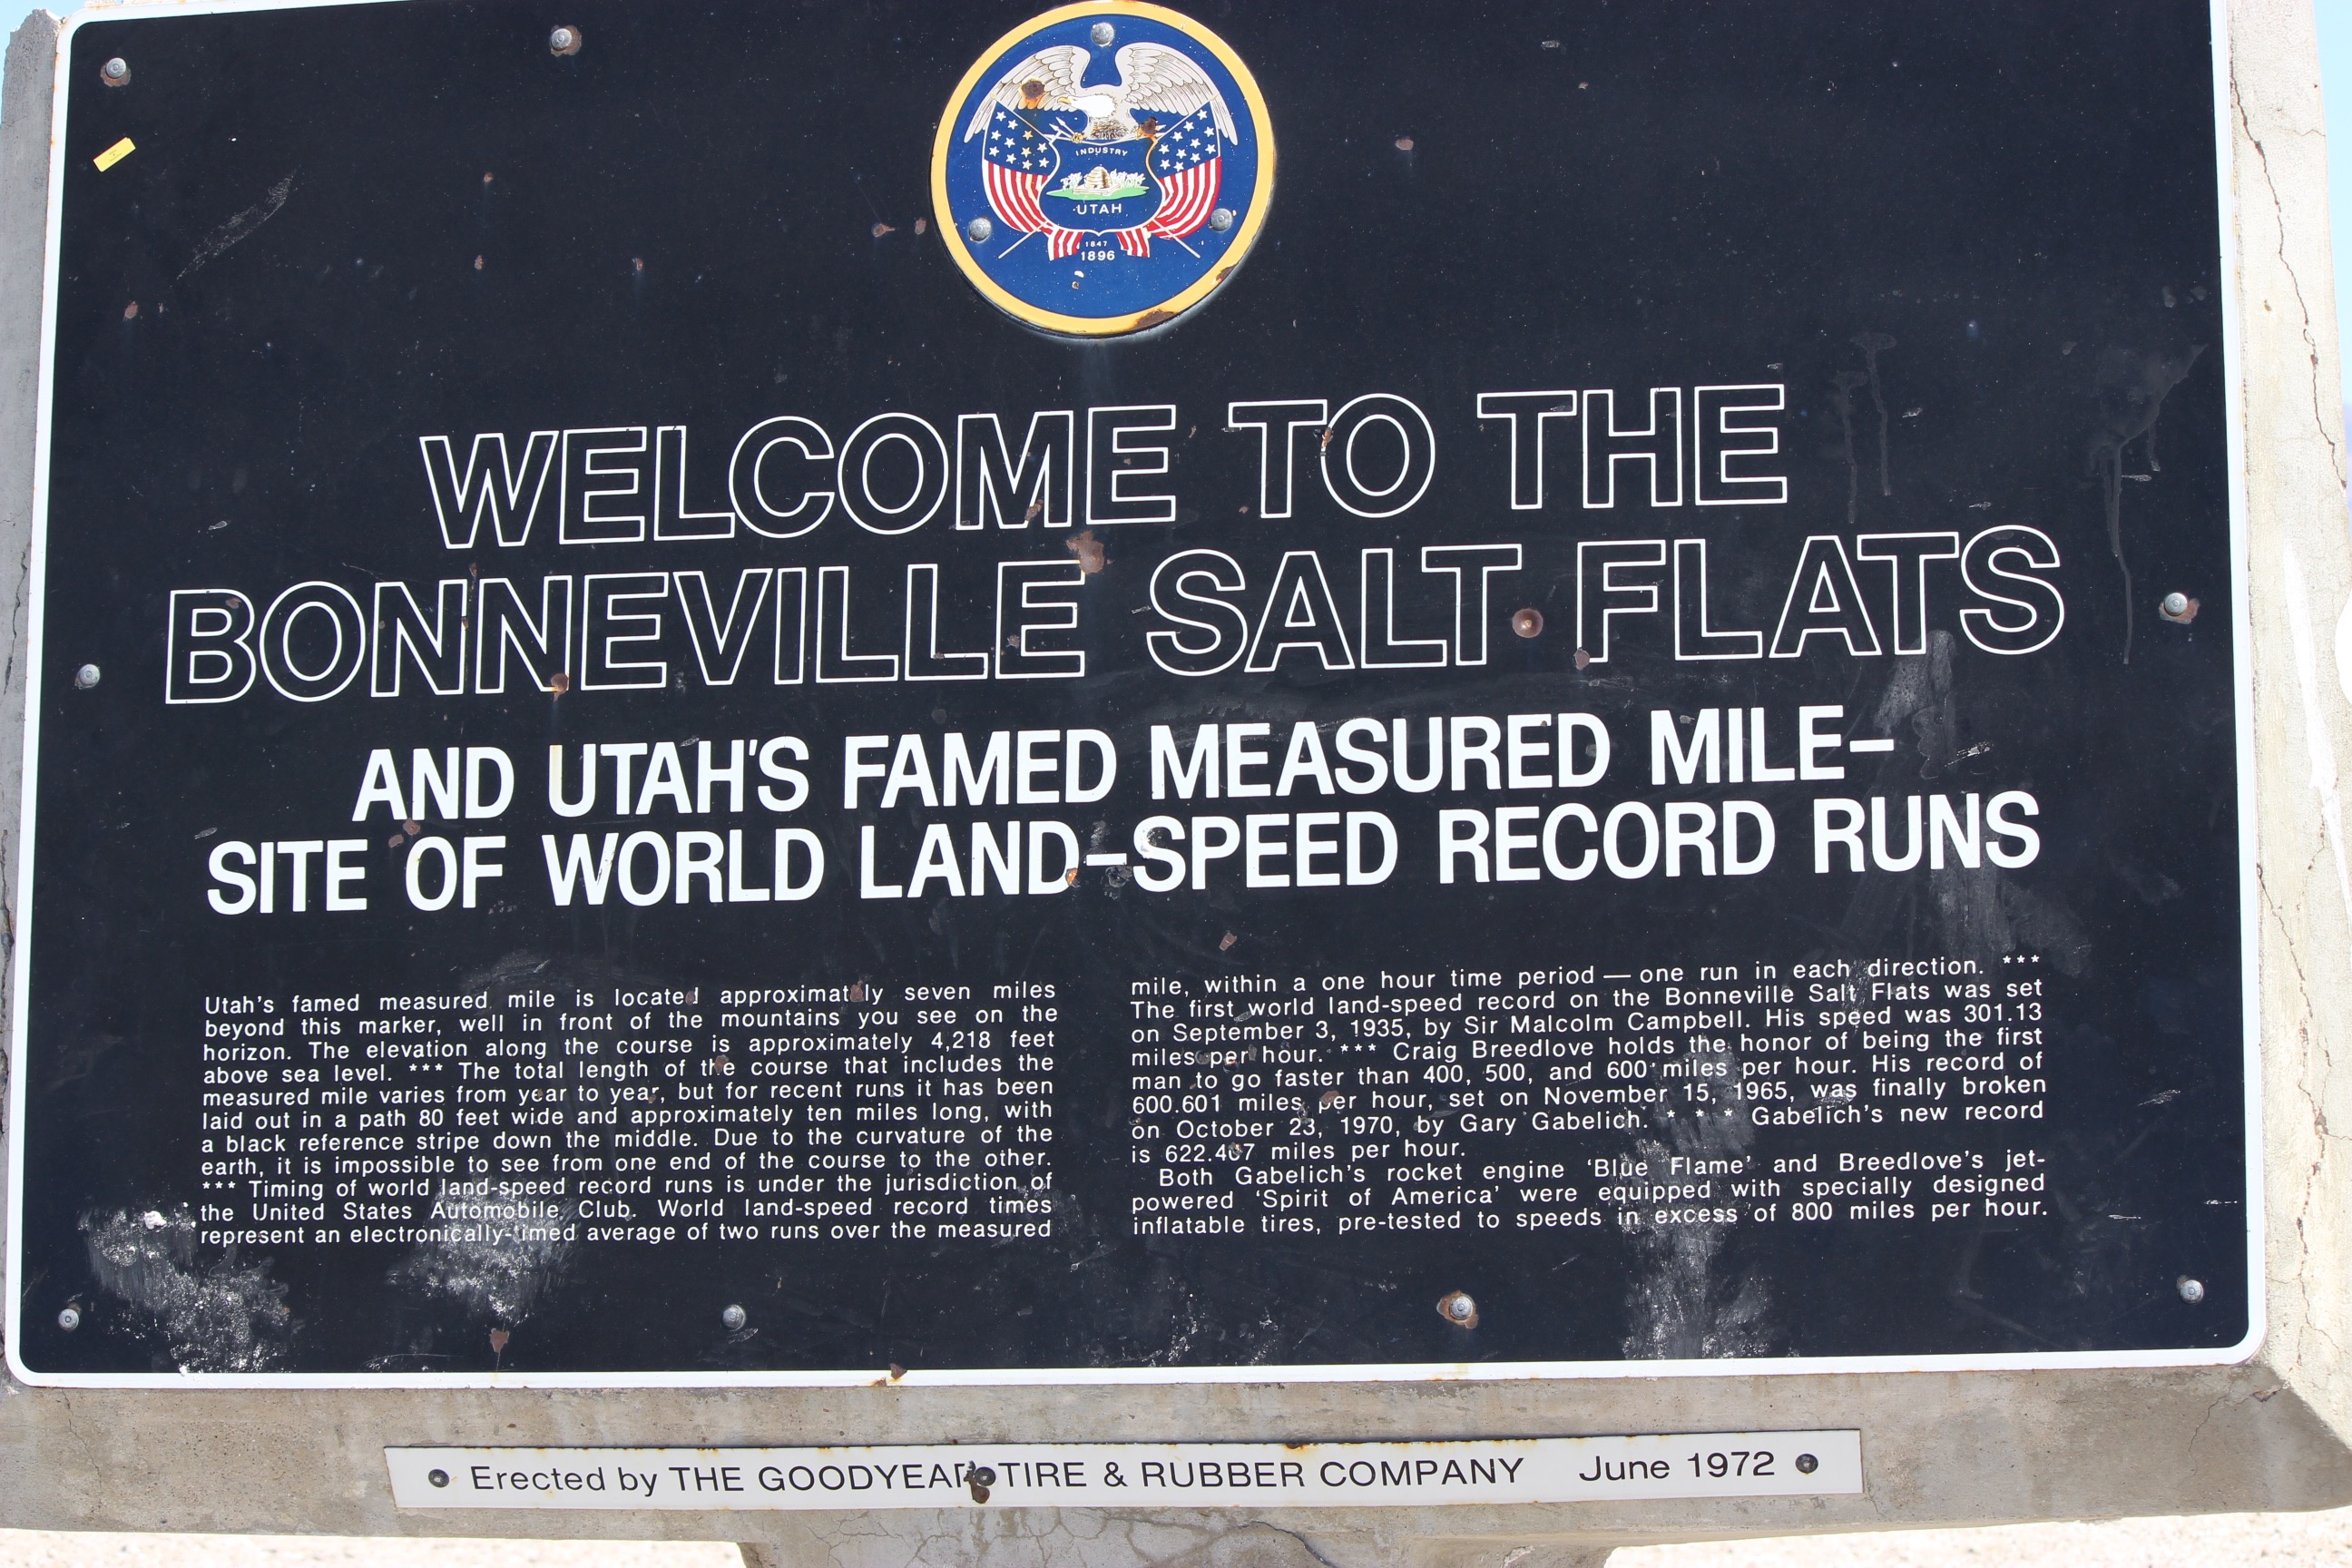 INDUSTRY
UTAH
1847
1896
WELCOME TO THE
BONNEVILLE SALT FLATS
AND UTAH'S FAMED MEASURED MILE–
SITE OF WORLD LAND–SPEED RECORD RUNS
Utah's famed measured mile is located approximately seven miles
beyond this marker, well in front of the mountains you see on the
horizon. The elevation along the course is approximately 4,218 feet
above sea level. *** The total length of the course that includes the
measured mile varies from year to year, but for recent runs it has been
laid out in a path 80 feet wide and approximately ten miles long, with
a black reference stripe down the middle. Due to the curvature of the
earth, it is impossible to see from one end of the course to the other.
*** Timing of world land-speed record runs is under the jurisdiction of
the United States Automobile Club. World land-speed record times
represent an electronically-timed average of two runs over the measured
mile, within a one hour time period — one run in each direction. ***
The first world land-speed record on the Bonneville Salt Flats was set
on September 3, 1935, by Sir Malcolm Campbell. His speed was 301.13
miles per hour. *** Craig Breedlove holds the honor of being the first
man to go faster than 400, 500, and 600 miles per hour. His record of
600.601 miles per hour, set on November 15, 1965, was finally broken
on October 23, 1970, by Gary Gabelich. * * * Gabelich's new record
is 622.407 miles per hour.
Both Gabelich's rocket engine 'Blue Flame' and Breedlove's jet-
powered 'Spirit of America' were equipped with specially designed
inflatable tires, pre-tested to speeds in excess of 800 miles per hour.
Erected by THE GOODYEAR TIRE & RUBBER COMPANY June 1972